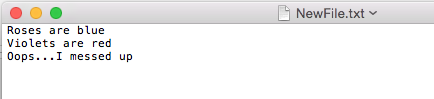 NewFile.txt
Roses are blue
Violets are red
Oops...I messed up